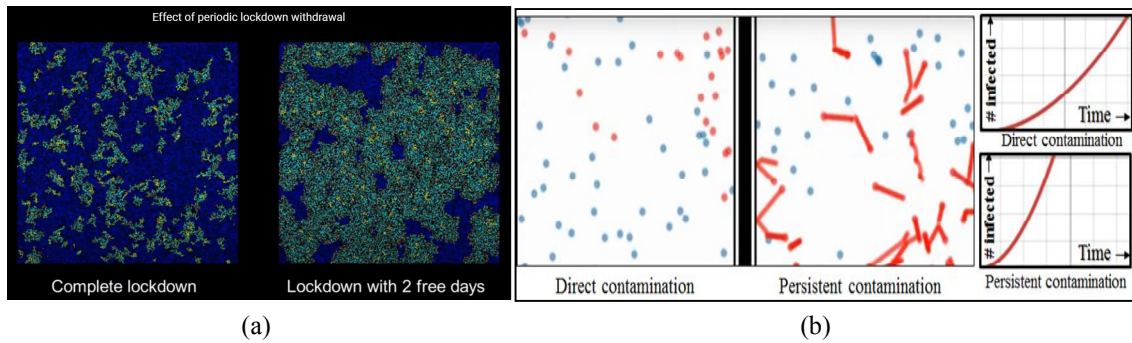 Effect of periodic lockdown withdrawal
Complete lockdown
Lockdown with 2 free days
(a)
Direct contamination
Persistent contamination
# infected
Time
Direct contamination
# infected
Time
Persistent contamination
(b)